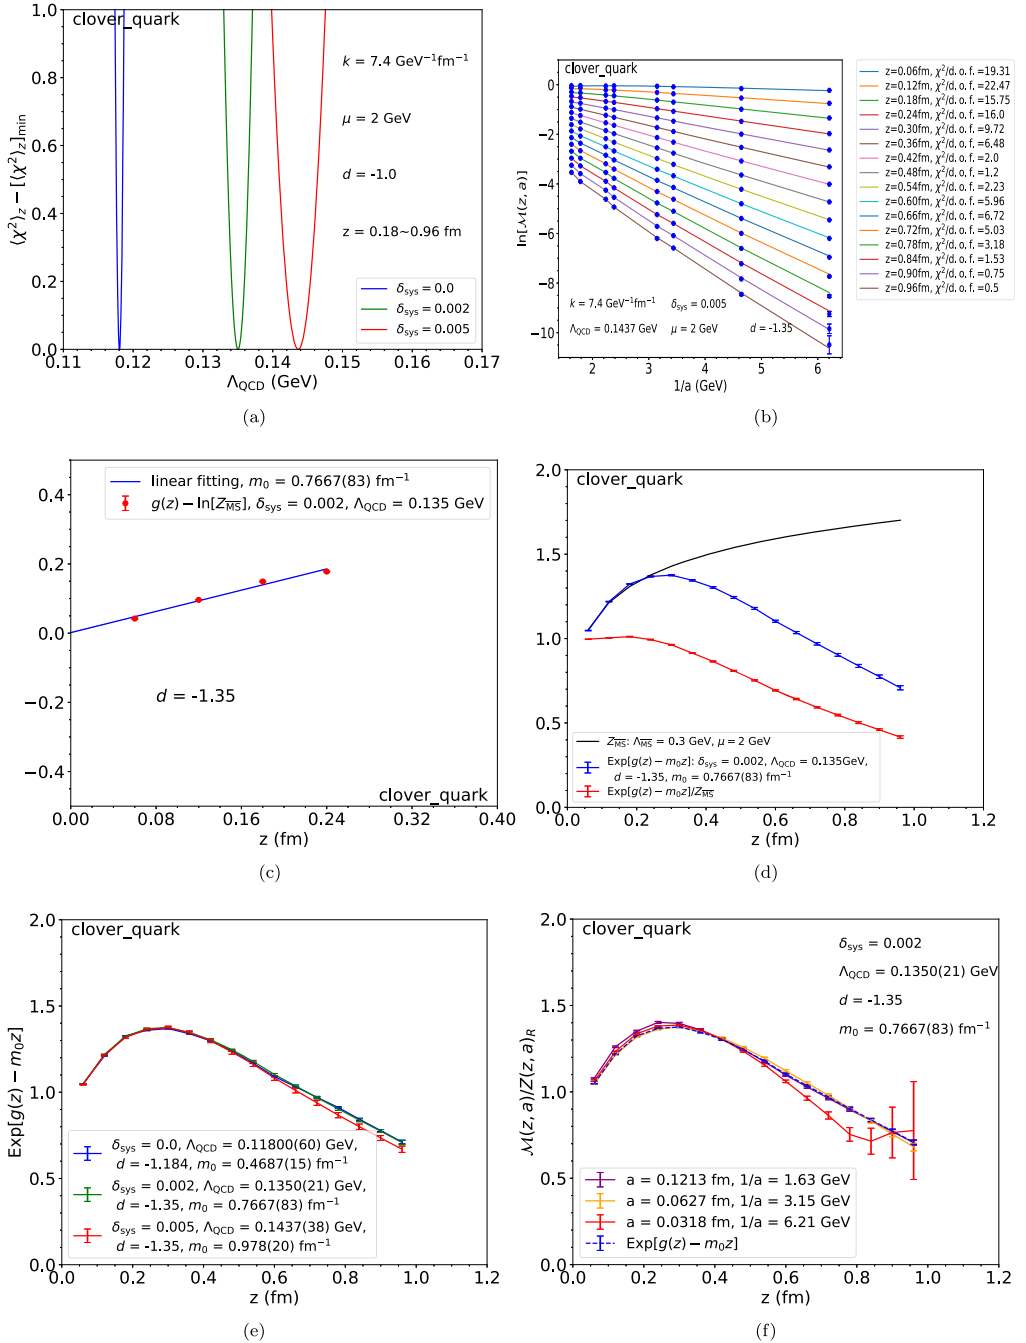 clover_quark
k = 7.4 GeV⁻¹fm⁻¹
μ = 2 GeV
d = -1.0
z = 0.18~0.96 fm
δsys = 0.0
δsys = 0.002
δsys = 0.005
⟨χ²⟩z − [⟨χ²⟩z]min
1.0
0.8
0.6
0.4
0.2
0.0
0.11 0.12 0.13 0.14 0.15 0.16 0.17
ΛQCD (GeV)
(a)
clover_quark
ln[ℳ(z, a)]
0
−2
−4
−6
−8
−10
k = 7.4 GeV⁻¹fm⁻¹ δsys = 0.005
ΛQCD = 0.1437 GeV μ = 2 GeV d = -1.35
2 3 4 5 6
1/a (GeV)
z=0.06fm, χ²/d.o.f.=19.31
z=0.12fm, χ²/d.o.f.=22.47
z=0.18fm, χ²/d.o.f.=15.75
z=0.24fm, χ²/d.o.f.=16.0
z=0.30fm, χ²/d.o.f.=9.72
z=0.36fm, χ²/d.o.f.=6.48
z=0.42fm, χ²/d.o.f.=2.0
z=0.48fm, χ²/d.o.f.=1.2
z=0.54fm, χ²/d.o.f.=2.23
z=0.60fm, χ²/d.o.f.=5.96
z=0.66fm, χ²/d.o.f.=6.72
z=0.72fm, χ²/d.o.f.=5.03
z=0.78fm, χ²/d.o.f.=3.18
z=0.84fm, χ²/d.o.f.=1.53
z=0.90fm, χ²/d.o.f.=0.75
z=0.96fm, χ²/d.o.f.=0.5
(b)
linear fitting, m₀ = 0.7667(83) fm⁻¹
g(z) − ln[Z_MS̅], δsys = 0.002, ΛQCD = 0.135 GeV
0.4
0.2
0.0
−0.2
−0.4
d = -1.35
clover_quark
0.00 0.08 0.16 0.24 0.32 0.40
z (fm)
(c)
clover_quark
2.0
1.5
1.0
0.5
0.0
Z_MS̅: Λ_MS̅ = 0.3 GeV, μ = 2 GeV
Exp[g(z) − m₀z]: δsys = 0.002, ΛQCD = 0.135GeV,
d = -1.35, m₀ = 0.7667(83) fm⁻¹
Exp[g(z) − m₀z]/Z_MS̅
0.0 0.2 0.4 0.6 0.8 1.0 1.2
z (fm)
(d)
clover_quark
Exp[g(z) − m₀z]
2.0
1.5
1.0
0.5
0.0
δsys = 0.0, ΛQCD = 0.11800(60) GeV,
d = -1.184, m₀ = 0.4687(15) fm⁻¹
δsys = 0.002, ΛQCD = 0.1350(21) GeV,
d = -1.35, m₀ = 0.7667(83) fm⁻¹
δsys = 0.005, ΛQCD = 0.1437(38) GeV,
d = -1.35, m₀ = 0.978(20) fm⁻¹
0.0 0.2 0.4 0.6 0.8 1.0 1.2
z (fm)
(e)
clover_quark
δsys = 0.002
ΛQCD = 0.1350(21) GeV
d = -1.35
m₀ = 0.7667(83) fm⁻¹
ℳ(z, a)/Z(z, a)R
2.0
1.5
1.0
0.5
0.0
a = 0.1213 fm, 1/a = 1.63 GeV
a = 0.0627 fm, 1/a = 3.15 GeV
a = 0.0318 fm, 1/a = 6.21 GeV
Exp[g(z) − m₀z]
0.0 0.2 0.4 0.6 0.8 1.0 1.2
z (fm)
(f)